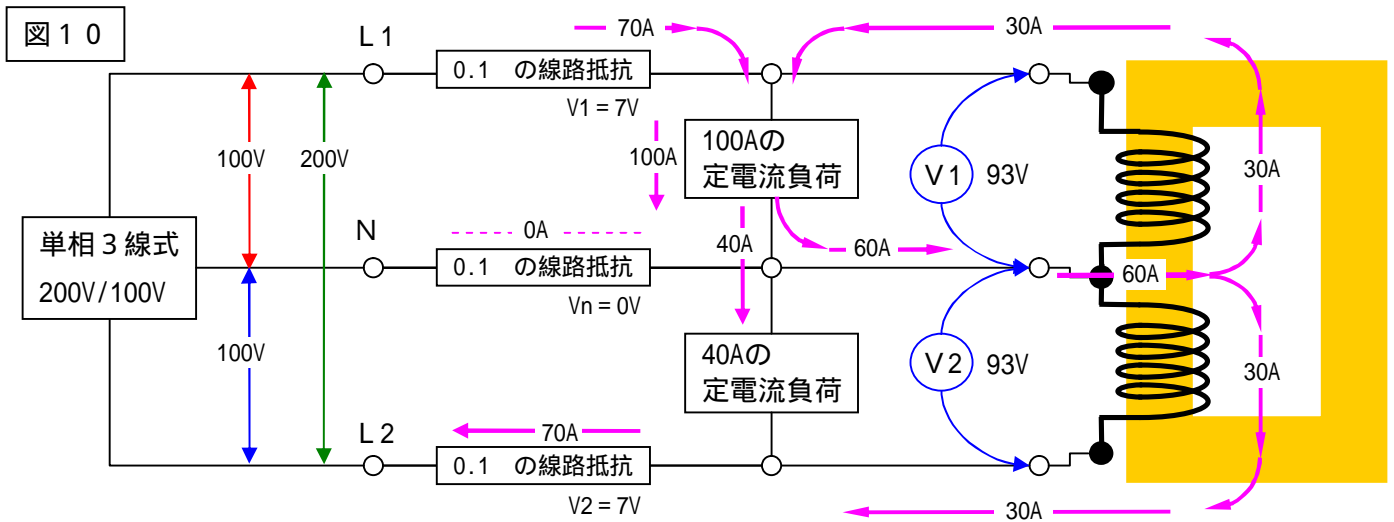 図10
L1
70A
30A
0.1 の線路抵抗
V1 = 7V
100V
200V
100A
100Aの
定電流負荷
V1
93V
30A
単相3線式
200V/100V
N
0A
0.1 の線路抵抗
Vn = 0V
40A
60A
60A
100V
40Aの
定電流負荷
V2
93V
30A
L2
70A
0.1 の線路抵抗
V2 = 7V
30A